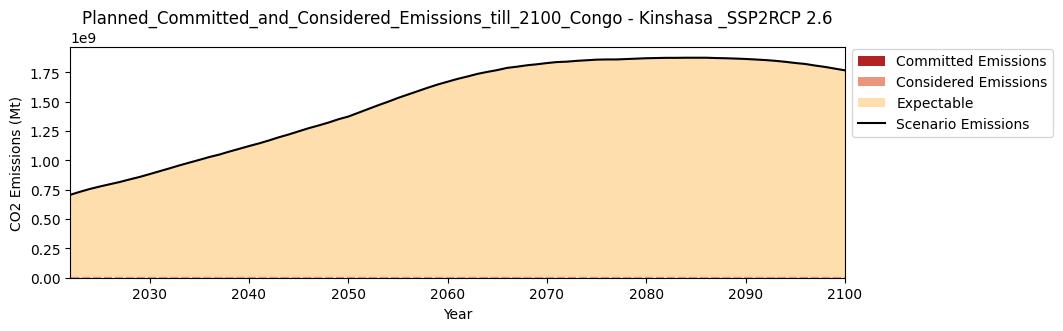 Planned_Committed_and_Considered_Emissions_till_2100_Congo - Kinshasa _SSP2RCP 2.6
1e9
1.75
1.50
1.25
1.00
0.75
0.50
0.25
0.00
CO2 Emissions (Mt)
2030 2040 2050 2060 2070 2080 2090 2100
Year
Committed Emissions
Considered Emissions
Expectable
Scenario Emissions